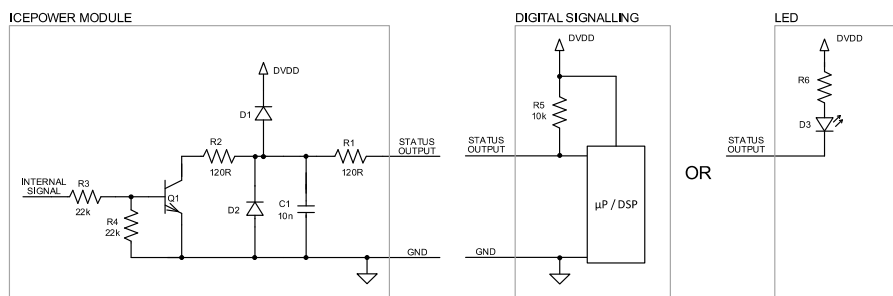 ICEPOWER MODULE
DVDD
D1
R2
120R
R1
120R
STATUS
OUTPUT
INTERNAL
SIGNAL
R3
22k
R4
22k
Q1
D2
C1
10n
GND
DIGITAL SIGNALLING
DVDD
R5
10k
STATUS
OUTPUT
µP / DSP
GND
OR
LED
DVDD
R6
D3
STATUS
OUTPUT